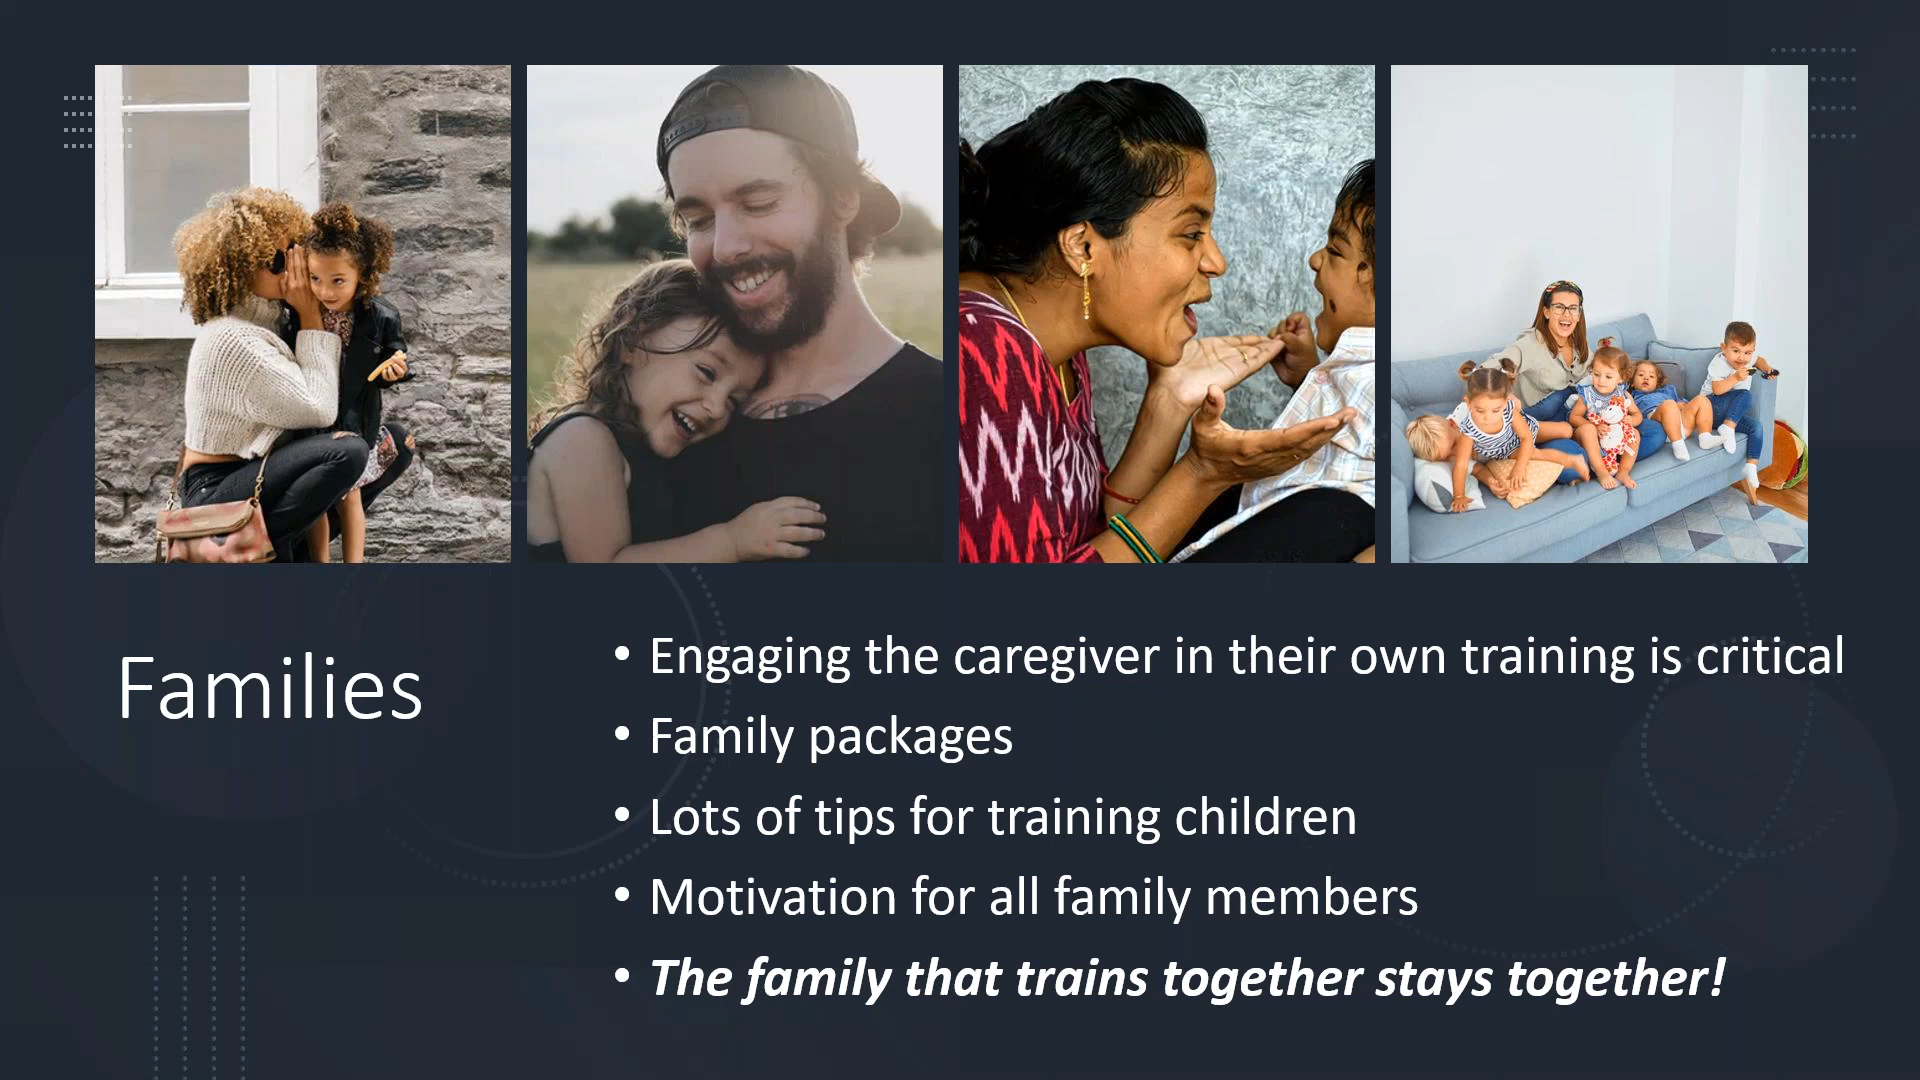 Families
• Engaging the caregiver in their own training is critical
• Family packages
• Lots of tips for training children
• Motivation for all family members
• The family that trains together stays together!